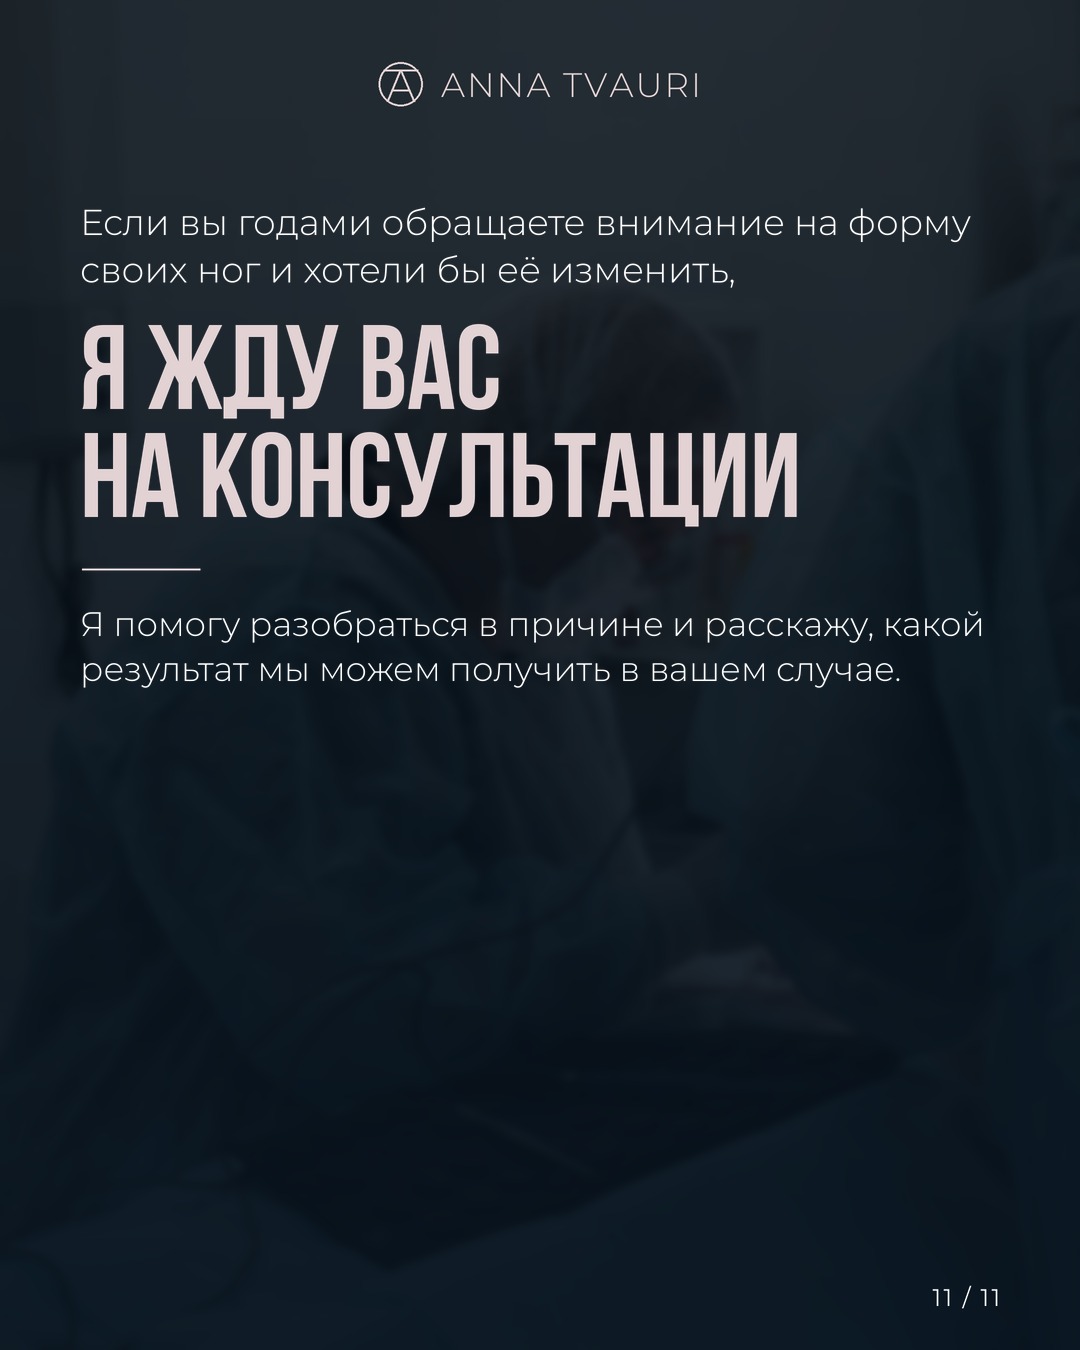 ANNA TVAURI
Если вы годами обращаете внимание на форму
своих ног и хотели бы её изменить,
Я ЖДУ ВАС
НА КОНСУЛЬТАЦИИ
Я помогу разобраться в причине и расскажу, какой
результат мы можем получить в вашем случае.
11 / 11